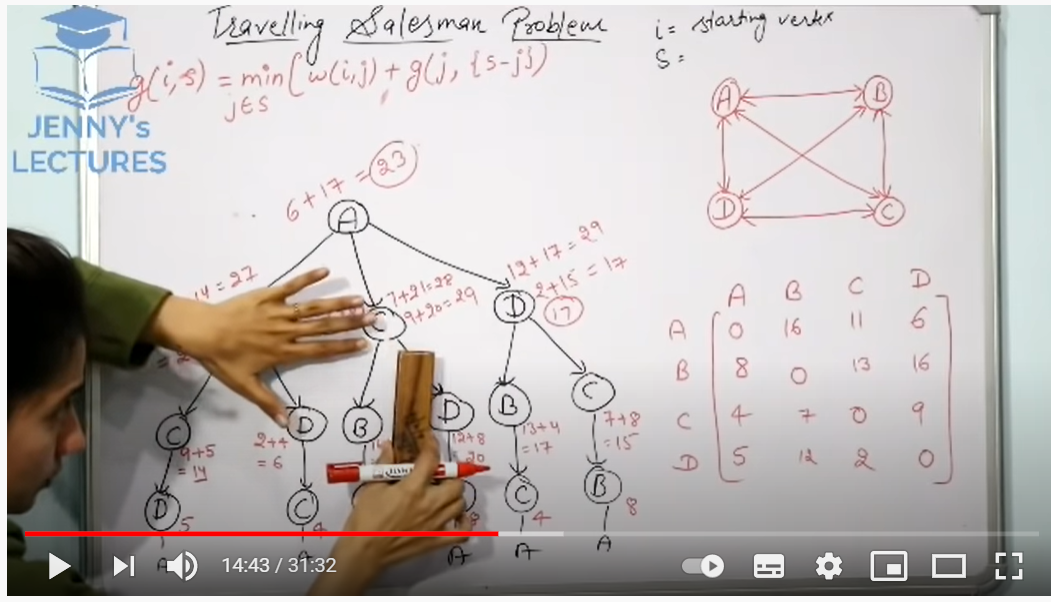 Travelling Salesman Problem
i = starting vertex
S =
g(i,s) = min [w(i,j) + g(j, {s-j})
j∈S
JENNY's
LECTURES
A B
D C
6+17 = 23
A
14 = 27
7+21=28
9+20=29
12+17=29
2+15=17
17
D
C D B D B C
9+5
=14
2+4
=6
12+8
20
13+4
=17
7+8
=15
D 5 C C 4 B 8
A A A A
A B C D
A 0 16 11 6
B 8 0 13 16
C 4 7 0 9
D 5 12 2 0
14:43 / 31:32